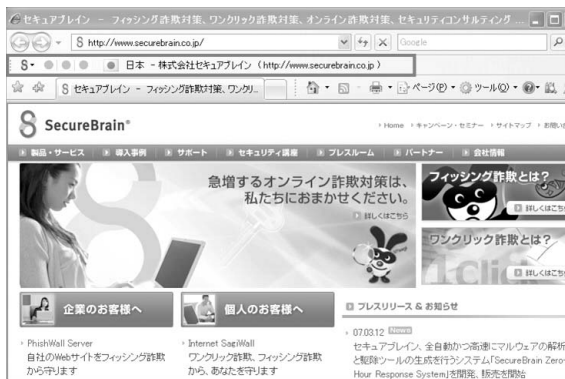 セキュアブレイン - フィッシング詐欺対策、ワンクリック詐欺対策、オンライン詐欺対策、セキュリティコンサルティング ...
http://www.securebrain.co.jp/
Google
日本 - 株式会社セキュアブレイン (http://www.securebrain.co.jp)
セキュアブレイン - フィッシング詐欺対策、ワンクリ...
ページ(P) ツール(O)
SecureBrain®
Home キャンペーン・セミナー サイトマップ お問い
製品・サービス 導入事例 サポート セキュリティ講座 プレスルーム パートナー 会社情報
急増するオンライン詐欺対策は、
私たちにおまかせください。
詳しくはこちら
フィッシング詐欺とは?
詳しくはこちら
ワンクリック詐欺とは?
1 Click
詳しくはこちら
企業のお客様へ
PhishWall Server
自社のWebサイトをフィッシング詐欺
から守ります
個人のお客様へ
Internet SagiWall
ワンクリック詐欺、フィッシング詐欺
から、あなたを守ります
プレスリリース & お知らせ
07.03.12 News
セキュアブレイン、全自動かつ高速にマルウェアの解析
と駆除ツールの生成を行うシステム「SecureBrain Zero-
Hour Response System」を開発、販売を開始